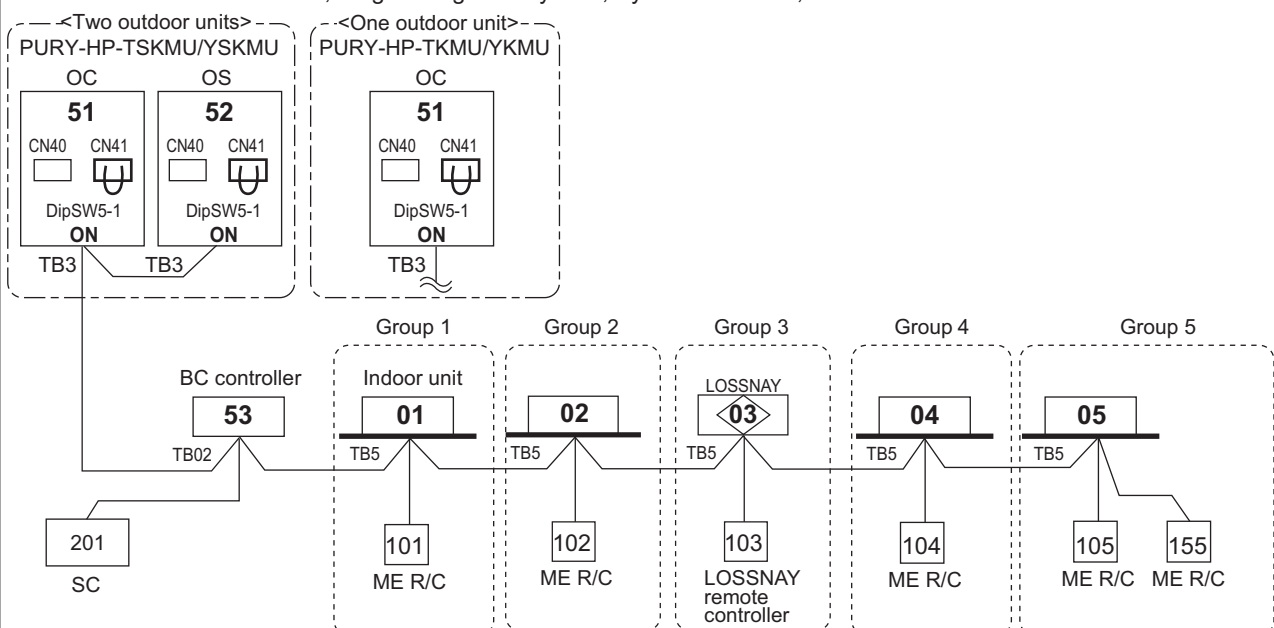 <Two outdoor units>
PURY-HP-TSKMU/YSKMU
OC OS
51 52
CN40 CN41 CN40 CN41
DipSW5-1 DipSW5-1
ON ON
TB3 TB3
<One outdoor unit>
PURY-HP-TKMU/YKMU
OC
51
CN40 CN41
DipSW5-1
ON
TB3
Group 1 Group 2 Group 3 Group 4 Group 5
BC controller Indoor unit LOSSNAY
53 01 02 03 04 05
TB02 TB5 TB5 TB5 TB5 TB5
201 101 102 103 104 105 155
SC ME R/C ME R/C LOSSNAY ME R/C ME R/C ME R/C
remote
controller